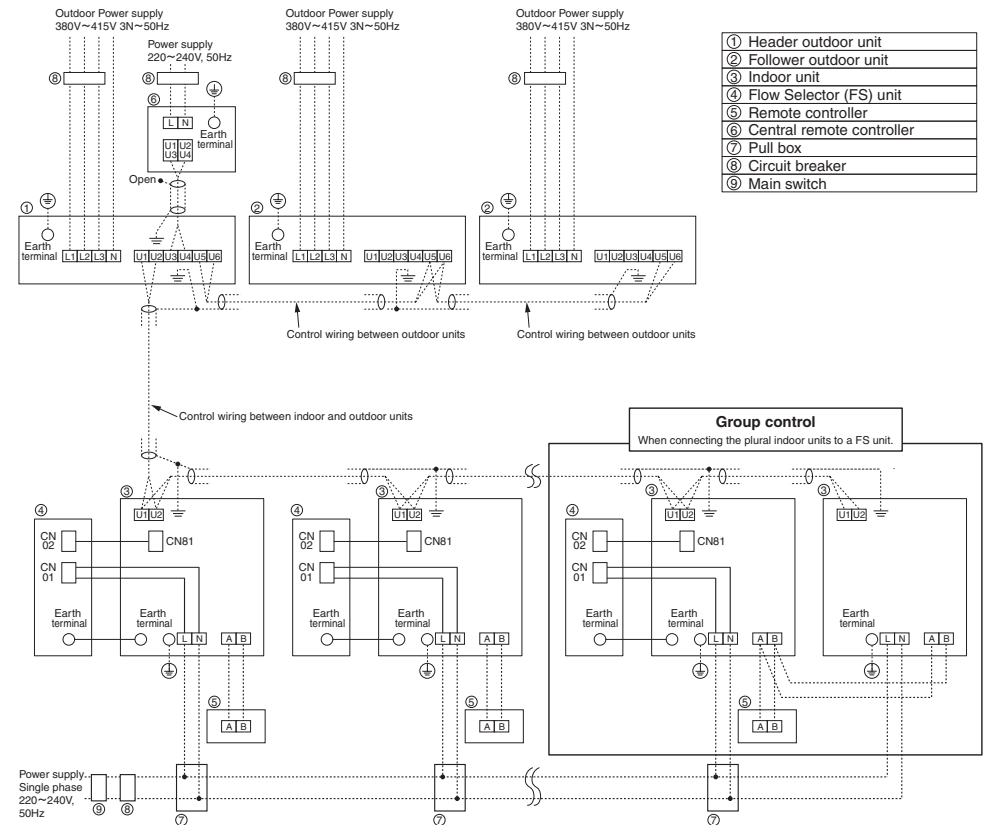 Outdoor Power supply
380V～415V 3N～50Hz
Power supply
220～240V, 50Hz
Outdoor Power supply
380V～415V 3N～50Hz
Outdoor Power supply
380V～415V 3N～50Hz
① Header outdoor unit
② Follower outdoor unit
③ Indoor unit
④ Flow Selector (FS) unit
⑤ Remote controller
⑥ Central remote controller
⑦ Pull box
⑧ Circuit breaker
⑨ Main switch
⑧
⑧
⑧
⑧
⑥
L N
Earth
terminal
U1 U2
U3 U4
Open
①
Earth
terminal
L1 L2 L3 N
U1 U2 U3 U4 U5 U6
②
Earth
terminal
L1 L2 L3 N
U1 U2 U3 U4 U5 U6
②
Earth
terminal
L1 L2 L3 N
U1 U2 U3 U4 U5 U6
Control wiring between outdoor units
Control wiring between outdoor units
Control wiring between indoor and outdoor units
Group control
When connecting the plural indoor units to a FS unit.
④
CN
02
CN
01
Earth
terminal
③
U1 U2
CN81
Earth
terminal
L N
A B
⑤
A B
④
CN
02
CN
01
Earth
terminal
③
U1 U2
CN81
Earth
terminal
L N
A B
⑤
A B
④
CN
02
CN
01
Earth
terminal
③
U1 U2
CN81
Earth
terminal
L N
A B
⑤
A B
③
U1 U2
Earth
terminal
L N
A B
Power supply
Single phase
220～240V,
50Hz
⑨
⑧
⑦
⑦
⑦